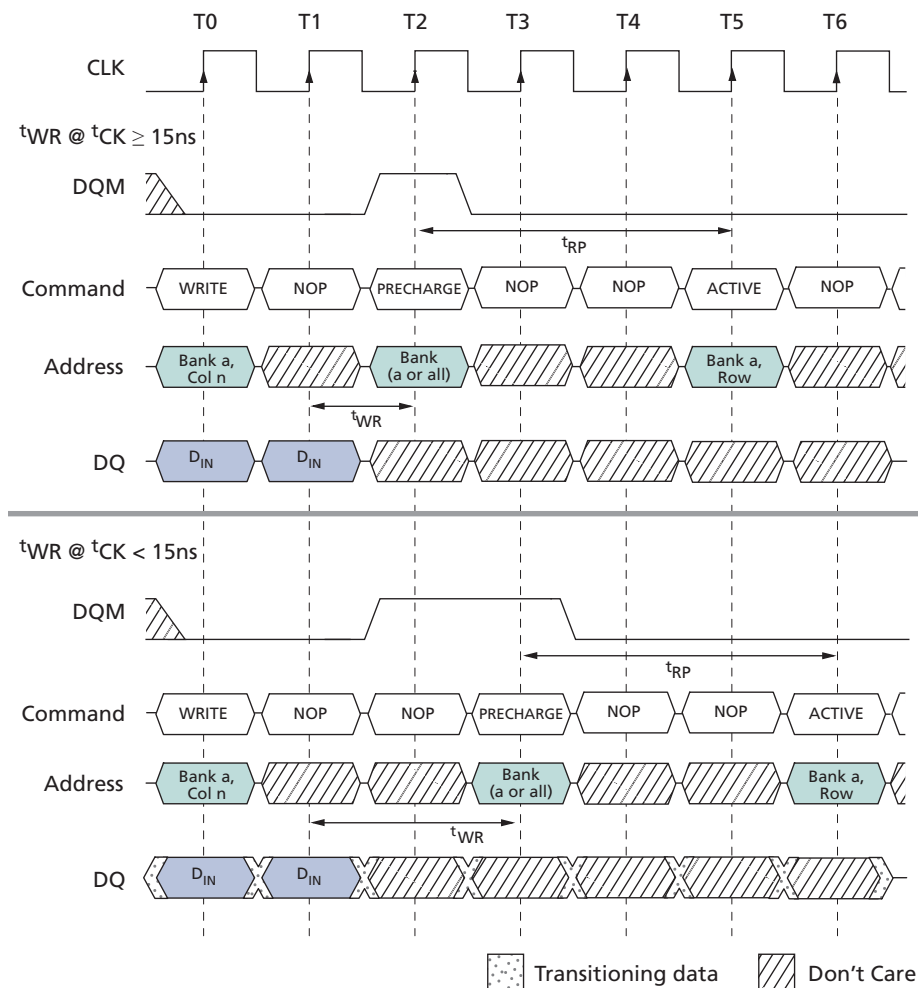 T0 T1 T2 T3 T4 T5 T6
CLK
tWR @ tCK ≥ 15ns
DQM
tRP
Command WRITE NOP PRECHARGE NOP NOP ACTIVE NOP
Address Bank a, Col n Bank (a or all) Bank a, Row
tWR
DQ DIN DIN
tWR @ tCK < 15ns
DQM
tRP
Command WRITE NOP NOP PRECHARGE NOP NOP ACTIVE
Address Bank a, Col n Bank (a or all) Bank a, Row
tWR
DQ DIN DIN
Transitioning data Don't Care